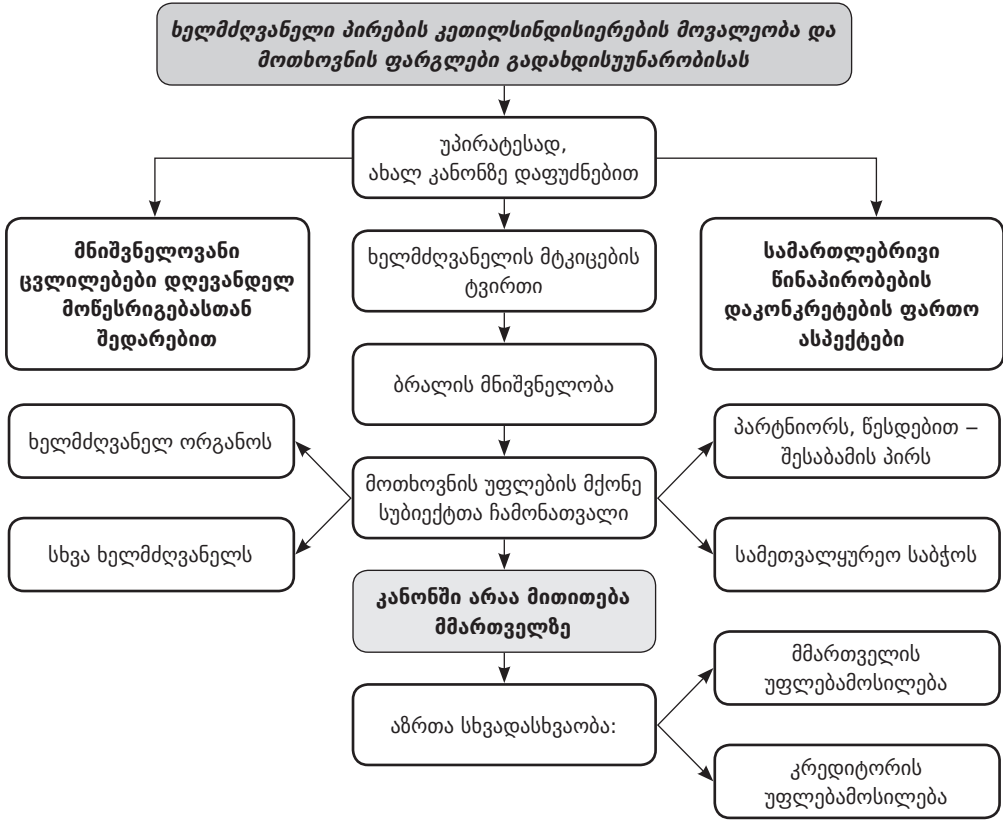 ხელმძღვანელი პირების კეთილსინდისიერების მოვალეობა და
მოთხოვნის ფარგლები გადახდისუუნარობისას
უპირატესად,
ახალ კანონზე დაფუძნებით
მნიშვნელოვანი
ცვლილებები დღევანდელ
მოწესრიგებასთან
შედარებით
ხელმძღვანელის მტკიცების
ტვირთი
სამართლებრივი
წინაპირობების
დაკონკრეტების ფართო
ასპექტები
ბრალის მნიშვნელობა
ხელმძღვანელ ორგანოს
მოთხოვნის უფლების მქონე
სუბიექტთა ჩამონათვალი
პარტნიორს, წესდებით –
შესაბამის პირს
სხვა ხელმძღვანელს
სამეთვალყურეო საბჭოს
კანონში არაა მითითება
მმართველზე
აზრთა სხვადასხვაობა:
მმართველის
უფლებამოსილება
კრედიტორის
უფლებამოსილება